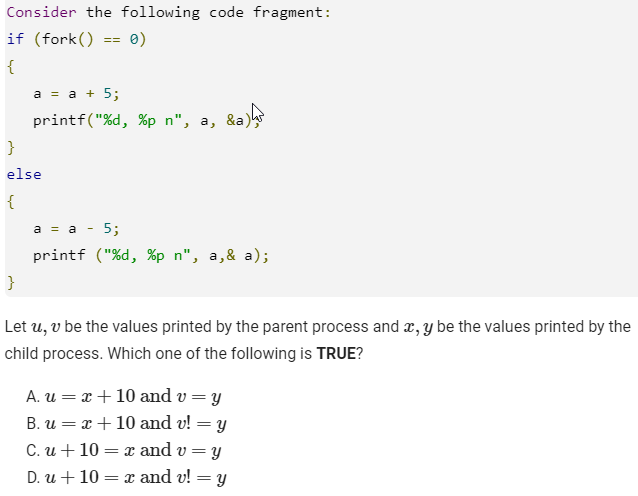 Consider the following code fragment:
if (fork() == 0)
{
a = a + 5;
printf("%d, %p n", a, &a);
}
else
{
a = a - 5;
printf ("%d, %p n", a,& a);
}
Let u, v be the values printed by the parent process and x, y be the values printed by the
child process. Which one of the following is TRUE?
A. u = x + 10 and v = y
B. u = x + 10 and v! = y
C. u + 10 = x and v = y
D. u + 10 = x and v! = y